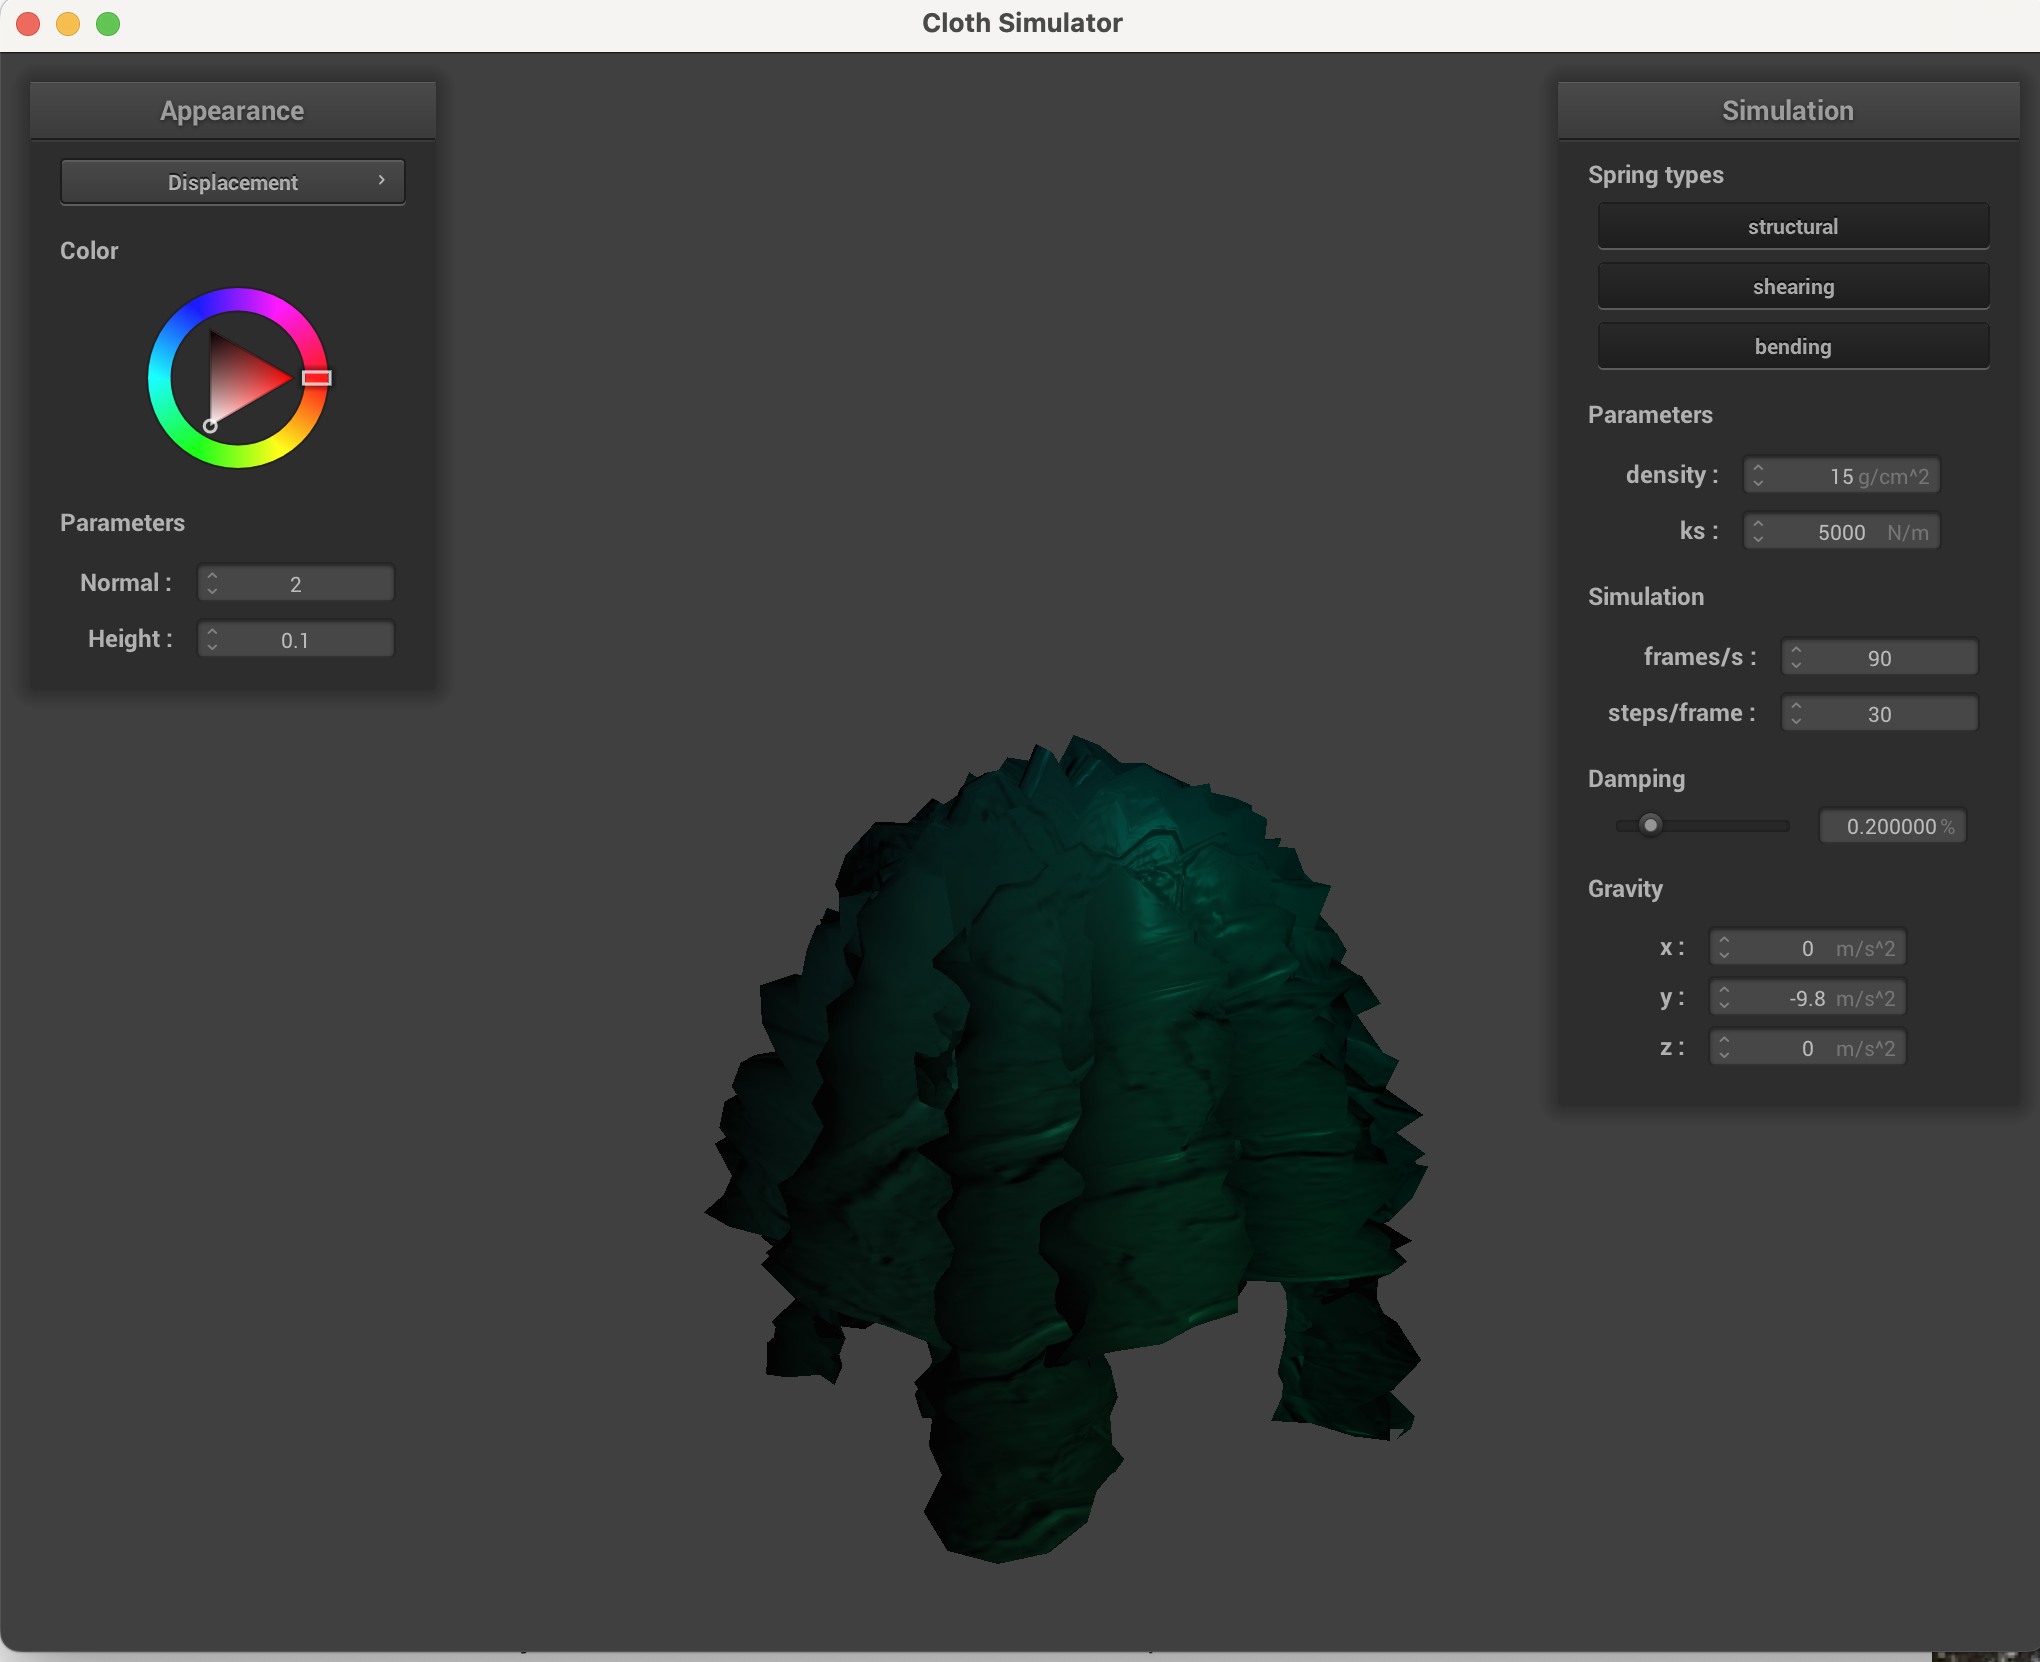 Cloth Simulator
Appearance
Displacement
Color
Parameters
Normal : 2
Height : 0.1
Simulation
Spring types
structural
shearing
bending
Parameters
density : 15 g/cm^2
ks : 5000 N/m
Simulation
frames/s : 90
steps/frame : 30
Damping
0.200000 %
Gravity
x : 0 m/s^2
y : -9.8 m/s^2
z : 0 m/s^2